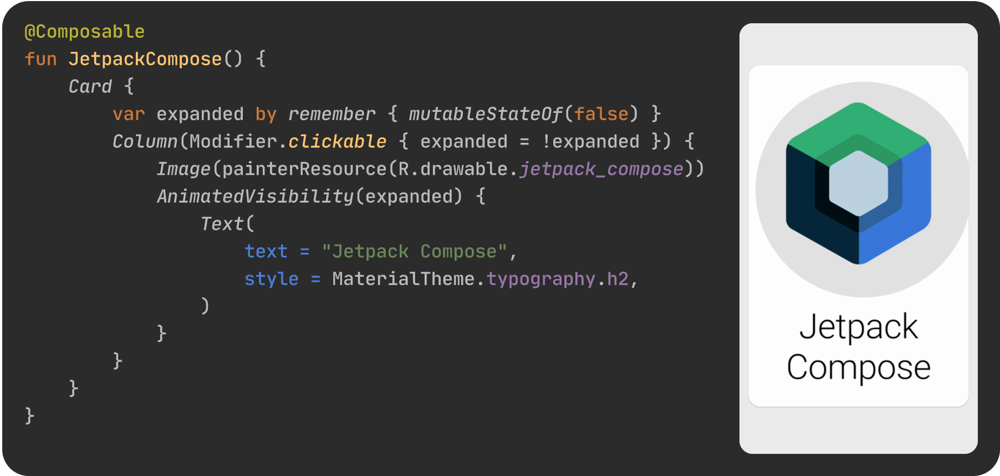 @Composable
fun JetpackCompose() {
    Card {
        var expanded by remember { mutableStateOf(false) }
        Column(Modifier.clickable { expanded = !expanded }) {
            Image(painterResource(R.drawable.jetpack_compose))
            AnimatedVisibility(expanded) {
                Text(
                    text = "Jetpack Compose",
                    style = MaterialTheme.typography.h2,
                )
            }
        }
    }
}
Jetpack
Compose